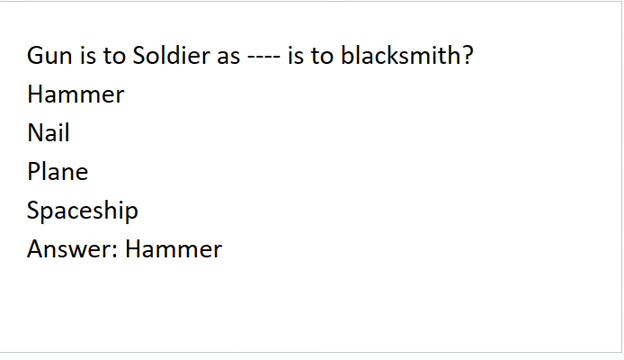 Gun is to Soldier as ---- is to blacksmith?
Hammer
Nail
Plane
Spaceship
Answer: Hammer